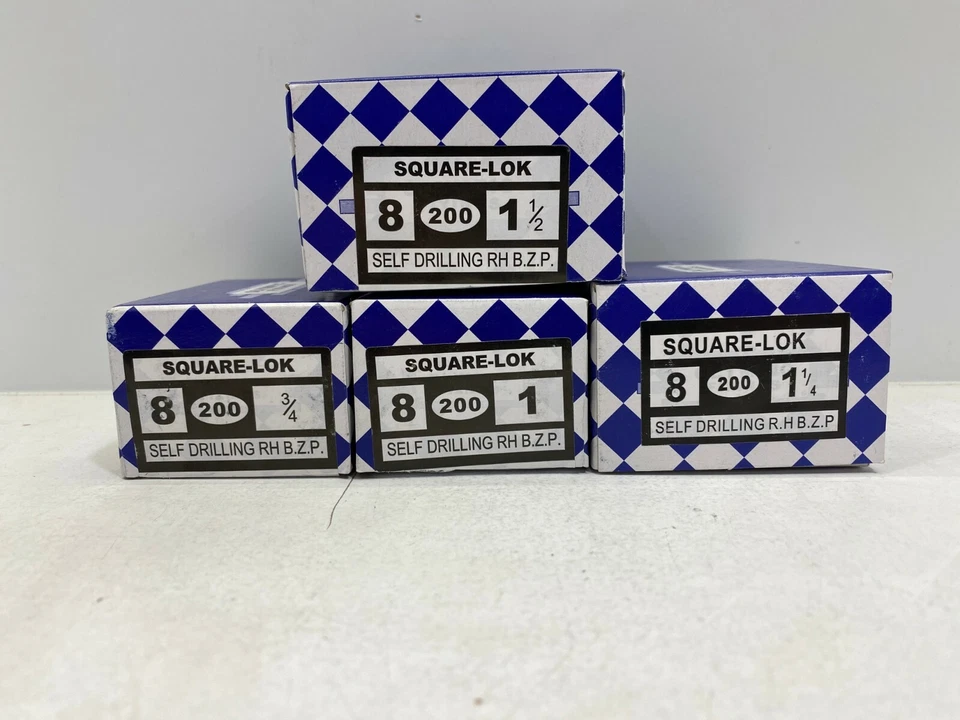 SQUARE-LOK
8 200 1 1/2
SELF DRILLING RH B.Z.P.
SQUARE-LOK
8 200 3/4
SELF DRILLING RH B.Z.P.
SQUARE-LOK
8 200 1
SELF DRILLING RH B.Z.P.
SQUARE-LOK
8 200 1 1/4
SELF DRILLING R.H B.Z.P